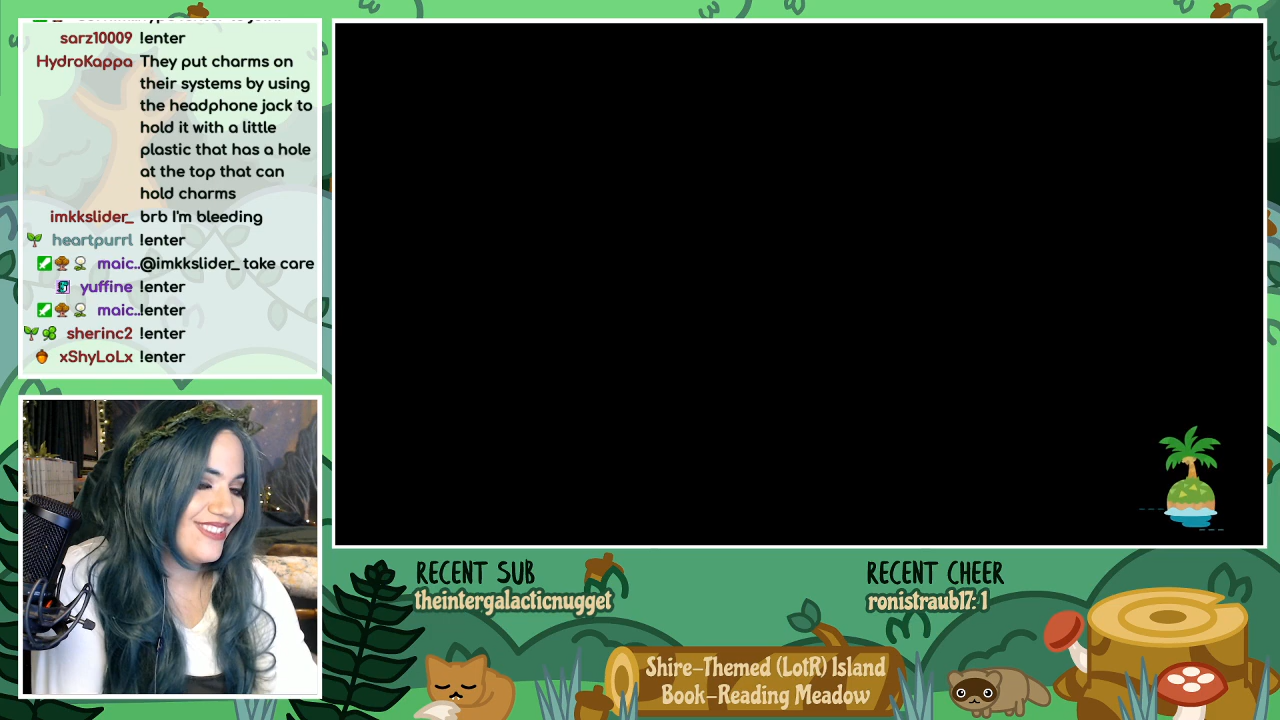 sarz10009 !enter
HydroKappa They put charms on
their systems by using
the headphone jack to
hold it with a little
plastic that has a hole
at the top that can
hold charms
imkkslider_ brb I'm bleeding
heartpurrl !enter
maic.. @imkkslider_ take care
yuffine !enter
maic.. !enter
sherinc2 !enter
xShyLoLx !enter
RECENT SUB
theintergalacticnugget
RECENT CHEER
ronistraub17: 1
Shire-Themed (LotR) Island
Book-Reading Meadow